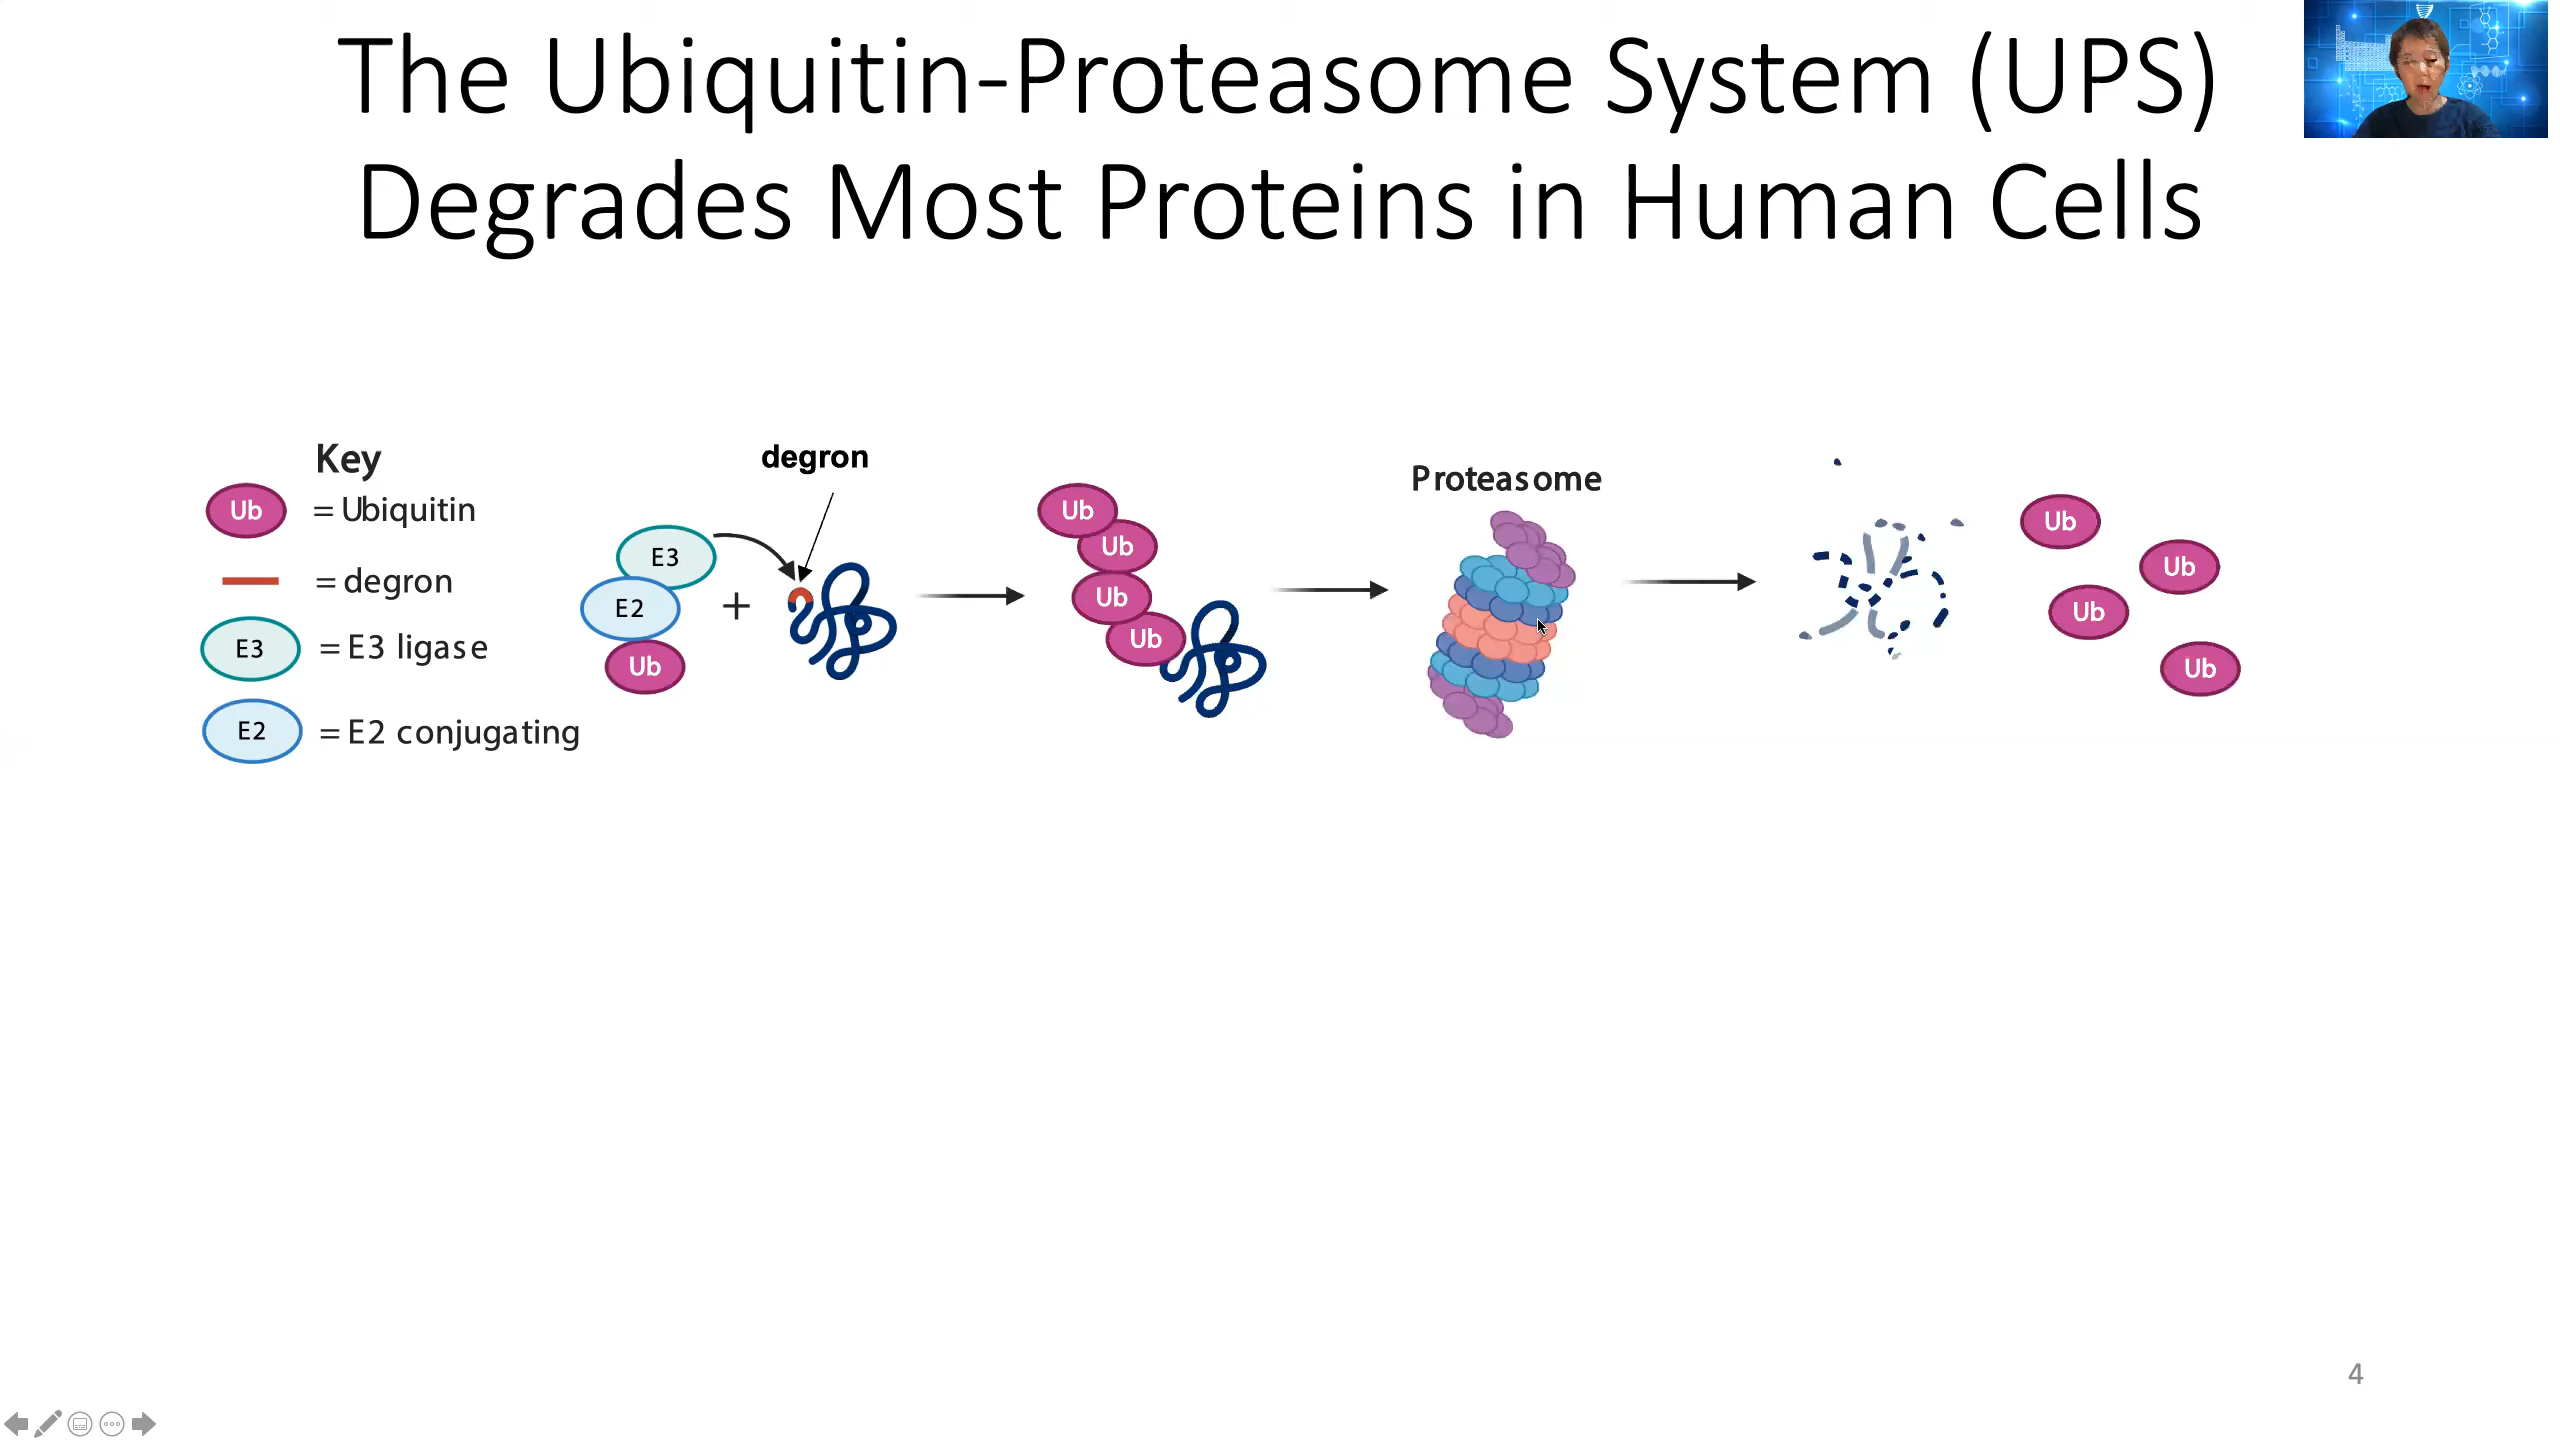 The Ubiquitin-Proteasome System (UPS)
Degrades Most Proteins in Human Cells
Key
Ub = Ubiquitin
= degron
E3 = E3 ligase
E2 = E2 conjugating
degron
E3
E2
+
Ub
Ub
Ub
Ub
Ub
Proteasome
Ub
Ub
Ub
Ub
4